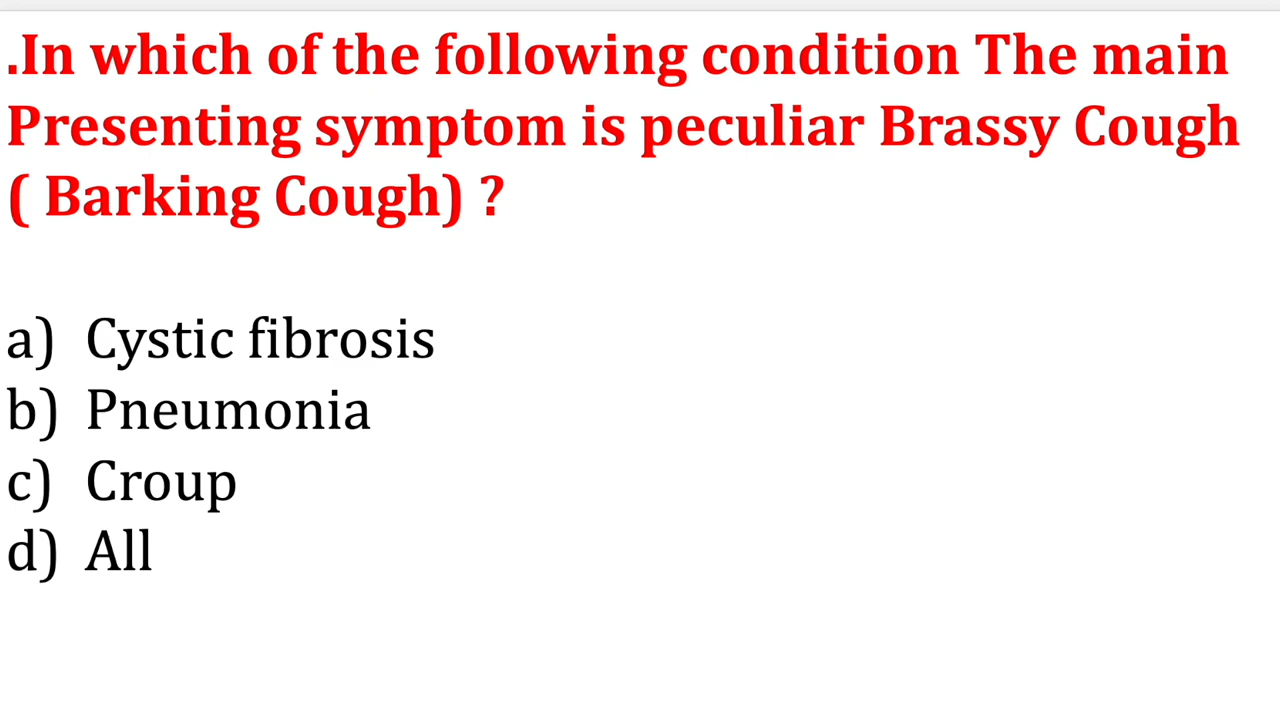 .In which of the following condition The main
Presenting symptom is peculiar Brassy Cough
( Barking Cough) ?
a) Cystic fibrosis
b) Pneumonia
c) Croup
d) All